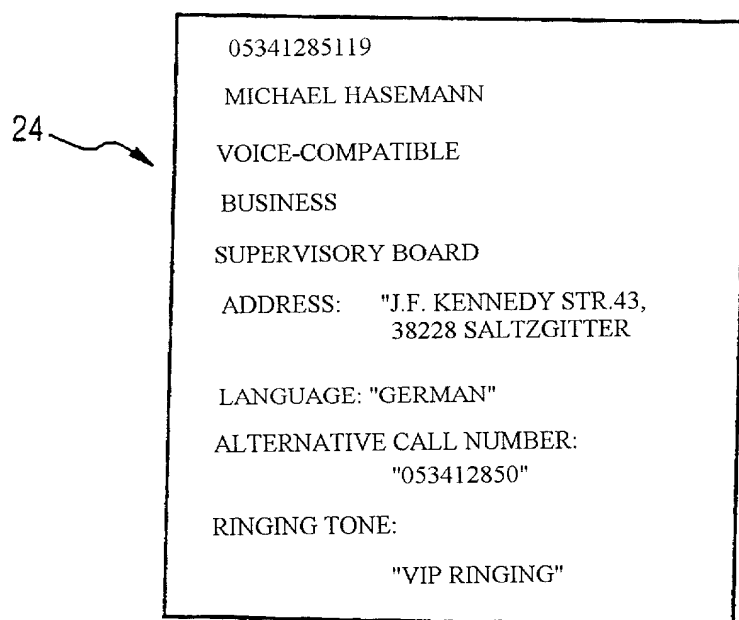 05341285119
MICHAEL HASEMANN
24
VOICE-COMPATIBLE
BUSINESS
SUPERVISORY BOARD
ADDRESS: "J.F. KENNEDY STR.43,
38228 SALTZGITTER
LANGUAGE: "GERMAN"
ALTERNATIVE CALL NUMBER:
"053412850"
RINGING TONE:
"VIP RINGING"